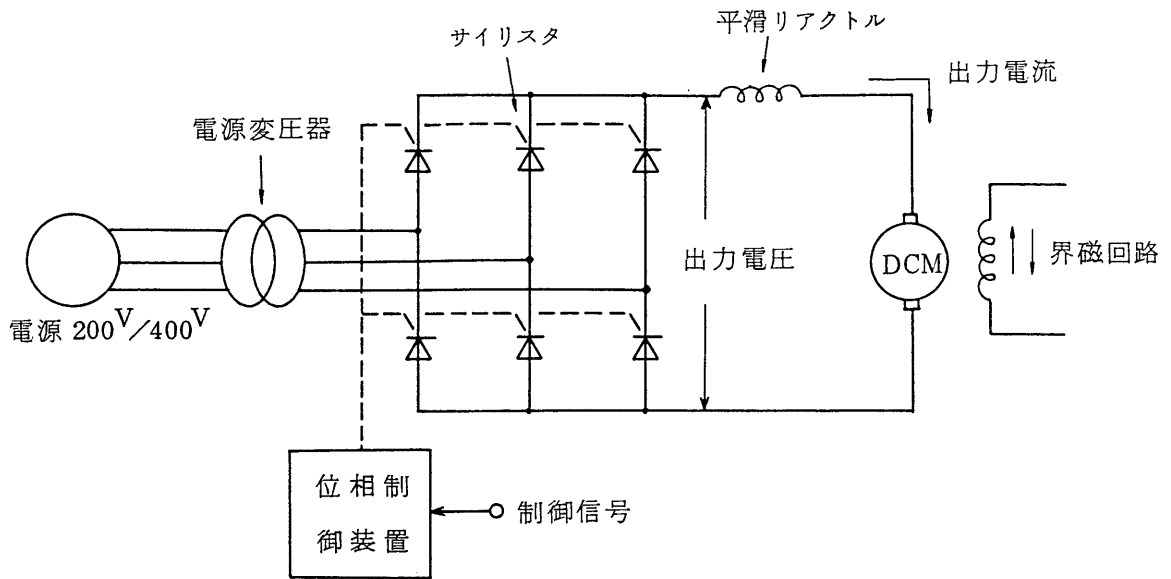 サイリスタ
平滑リアクトル
出力電流
電源変圧器
出力電圧
DCM
界磁回路
電源 200V/400V
位相制
御装置
制御信号